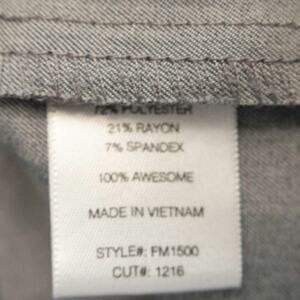 72% POLYESTER
21% RAYON
7% SPANDEX
100% AWESOME
MADE IN VIETNAM
STYLE#: FM1500
CUT#: 1216